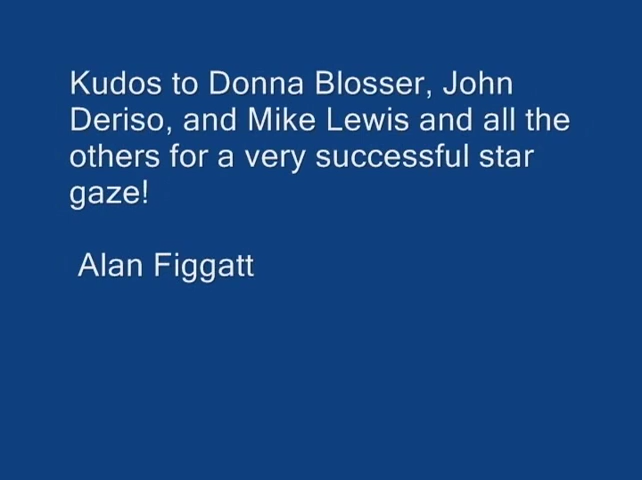 Kudos to Donna Blosser, John
Deriso, and Mike Lewis and all the
others for a very successful star
gaze!
Alan Figgatt